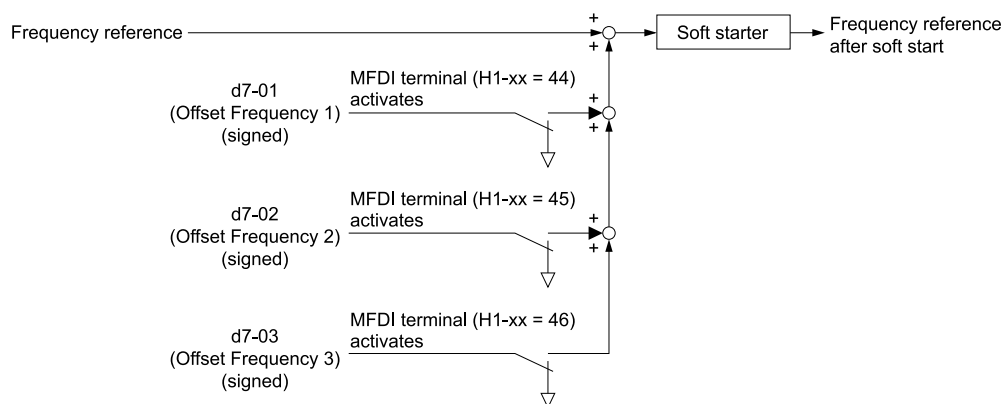 Frequency reference
+
+
Soft starter
Frequency reference
after soft start
d7-01
(Offset Frequency 1)
(signed)
MFDI terminal (H1-xx = 44)
activates
+
+
d7-02
(Offset Frequency 2)
(signed)
MFDI terminal (H1-xx = 45)
activates
+
+
d7-03
(Offset Frequency 3)
(signed)
MFDI terminal (H1-xx = 46)
activates